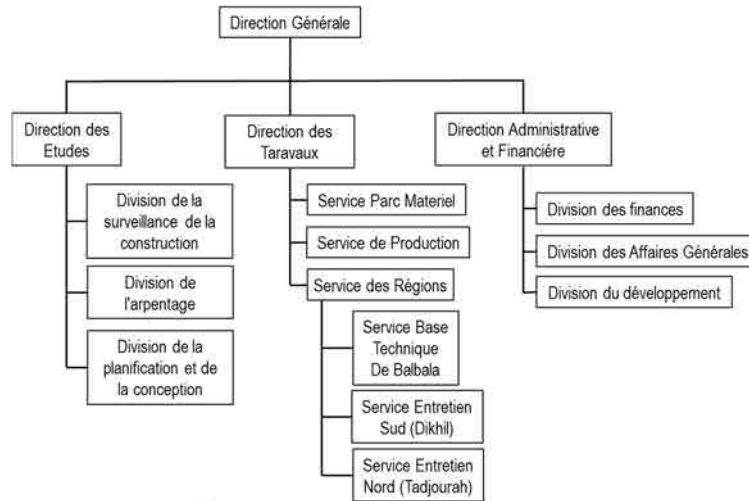 Direction Générale
Direction des
Etudes
Direction des
Taravaux
Direction Administrative
et Financiére
Division de la
surveillance de la
construction
Division de
l'arpentage
Division de la
planification et de
la conception
Service Parc Materiel
Service de Production
Service des Régions
Service Base
Technique
De Balbala
Service Entretien
Sud (Dikhil)
Service Entretien
Nord (Tadjourah)
Division des finances
Division des Affaires Générales
Division du développement